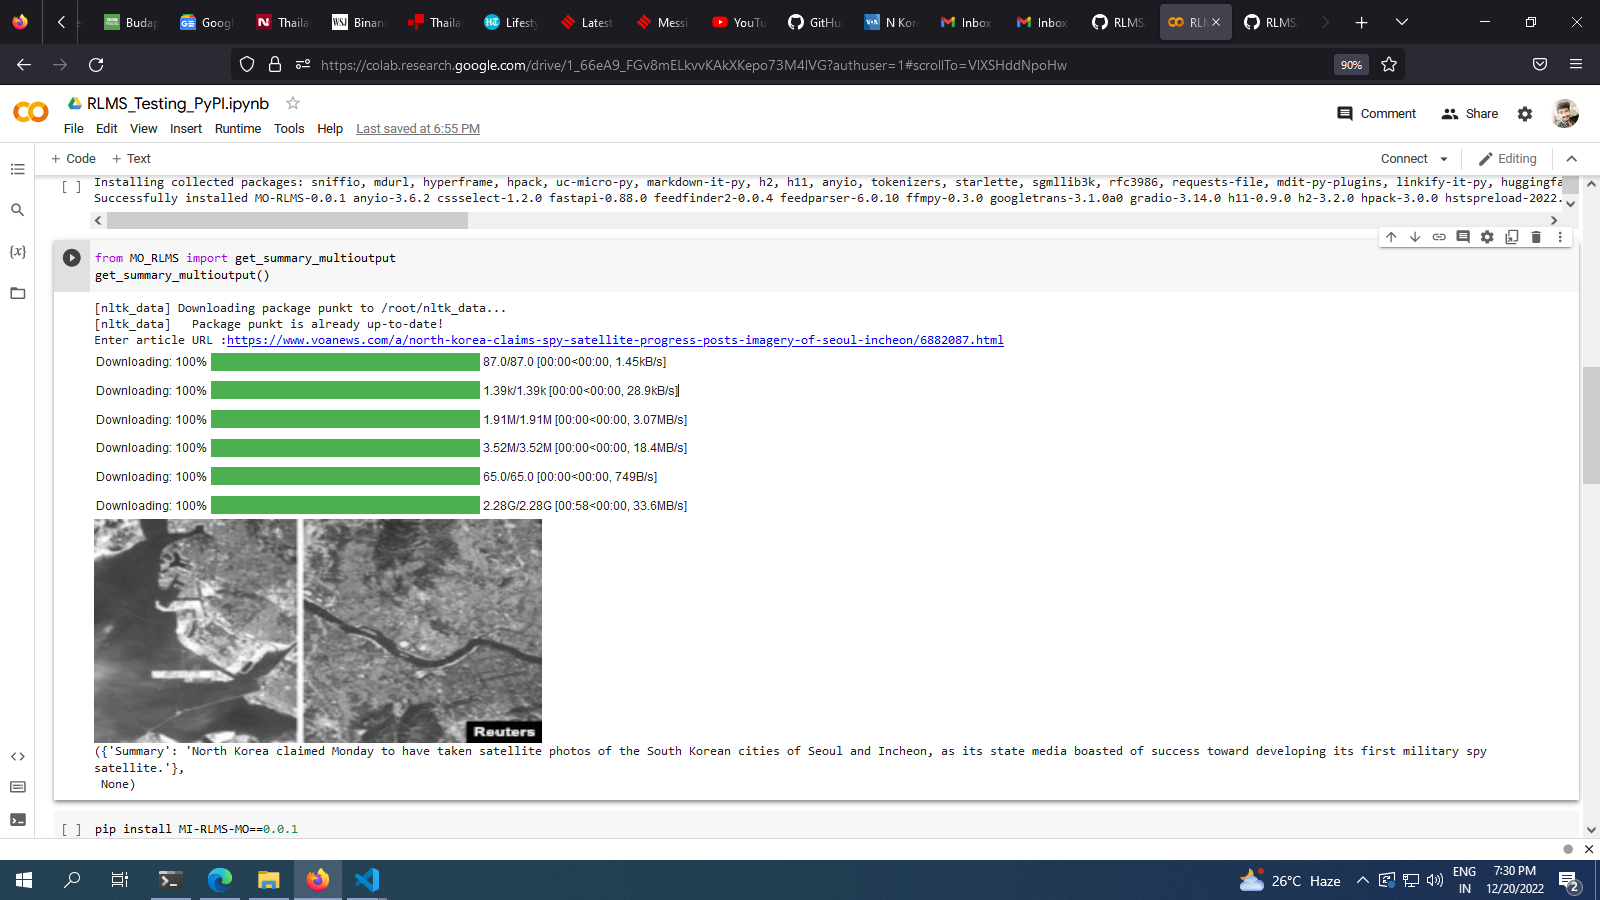 Budap
Googl
Thaila
WSJ Binan
Thaila
Lifesty
Latest
Messi
YouTu
GitHu
VOA N Kor
Inbox
Inbox
RLMS
RLM
RLMS
https://colab.research.google.com/drive/1_66eA9_FGv8mELkvvKAkXKepo73M4lVG?authuser=1#scrollTo=VlXSHddNpoHw
90%
RLMS_Testing_PyPI.ipynb
Comment
Share
File Edit View Insert Runtime Tools Help Last saved at 6:55 PM
+ Code + Text
Connect
Editing
[ ] Installing collected packages: sniffio, mdurl, hyperframe, hpack, uc-micro-py, markdown-it-py, h2, h11, anyio, tokenizers, starlette, sgmllib3k, rfc3986, requests-file, mdit-py-plugins, linkify-it-py, huggingfa
Successfully installed MO-RLMS-0.0.1 anyio-3.6.2 cssselect-1.2.0 fastapi-0.88.0 feedfinder2-0.0.4 feedparser-6.0.10 ffmpy-0.3.0 googletrans-3.1.0a0 gradio-3.14.0 h11-0.9.0 h2-3.2.0 hpack-3.0.0 hstspreload-2022.
{x}
from MO_RLMS import get_summary_multioutput
get_summary_multioutput()
[nltk_data] Downloading package punkt to /root/nltk_data...
[nltk_data]   Package punkt is already up-to-date!
Enter article URL :https://www.voanews.com/a/north-korea-claims-spy-satellite-progress-posts-imagery-of-seoul-incheon/6882087.html
Downloading: 100% 87.0/87.0 [00:00<00:00, 1.45kB/s]
Downloading: 100% 1.39k/1.39k [00:00<00:00, 28.9kB/s]
Downloading: 100% 1.91M/1.91M [00:00<00:00, 3.07MB/s]
Downloading: 100% 3.52M/3.52M [00:00<00:00, 18.4MB/s]
Downloading: 100% 65.0/65.0 [00:00<00:00, 749B/s]
Downloading: 100% 2.28G/2.28G [00:58<00:00, 33.6MB/s]
Reuters
({'Summary': 'North Korea claimed Monday to have taken satellite photos of the South Korean cities of Seoul and Incheon, as its state media boasted of success toward developing its first military spy
satellite.'},
None)
[ ] pip install MI-RLMS-MO==0.0.1
26°C Haze
ENG
IN
7:30 PM
12/20/2022
2